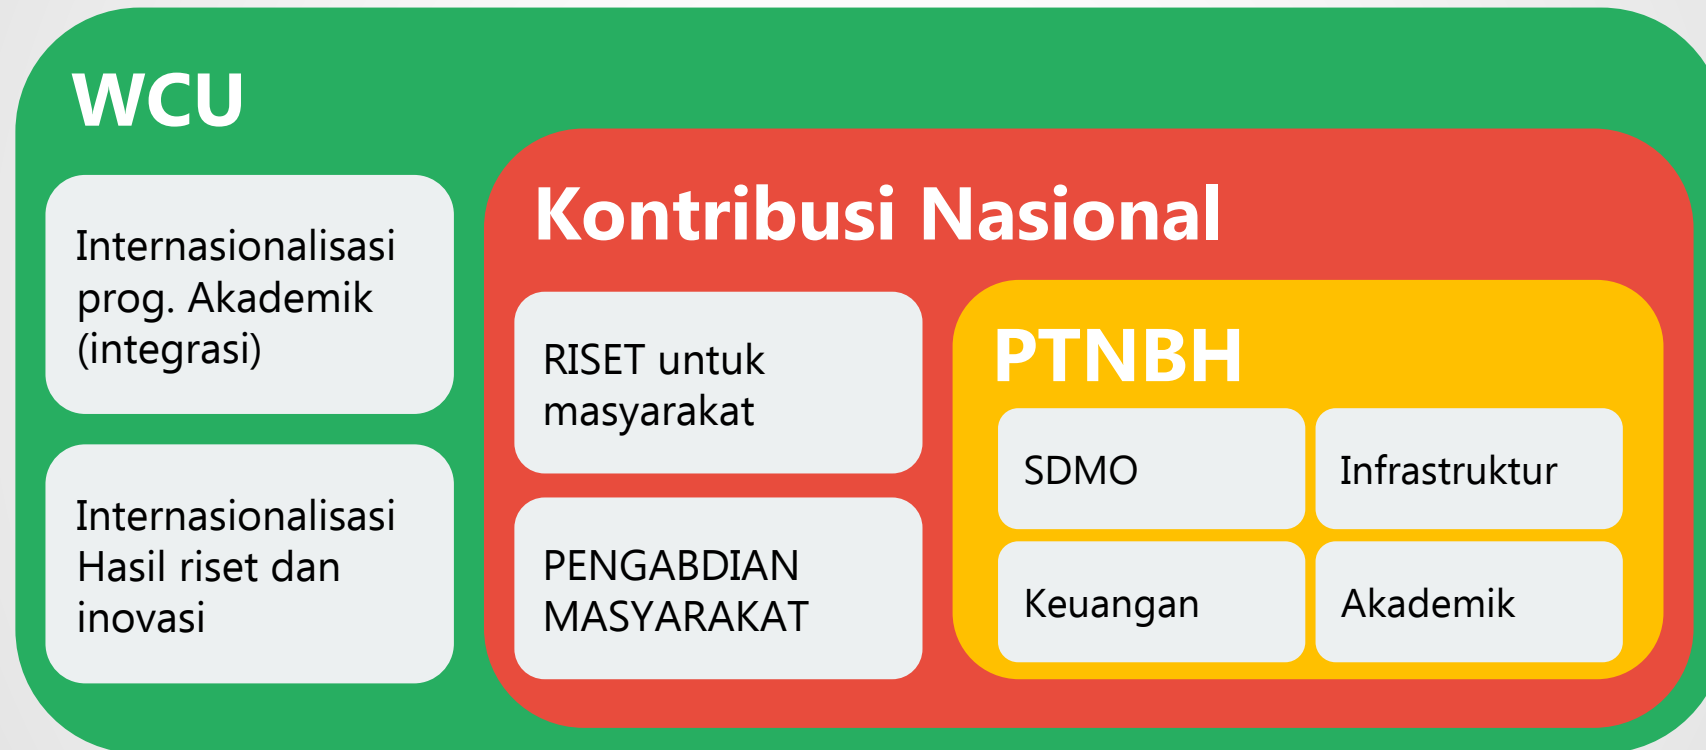 WCU
Internasionalisasi
prog. Akademik
(integrasi)
Internasionalisasi
Hasil riset dan
inovasi
Kontribusi Nasional
RISET untuk
masyarakat
PENGABDIAN
MASYARAKAT
PTNBH
SDMO
Infrastruktur
Keuangan
Akademik